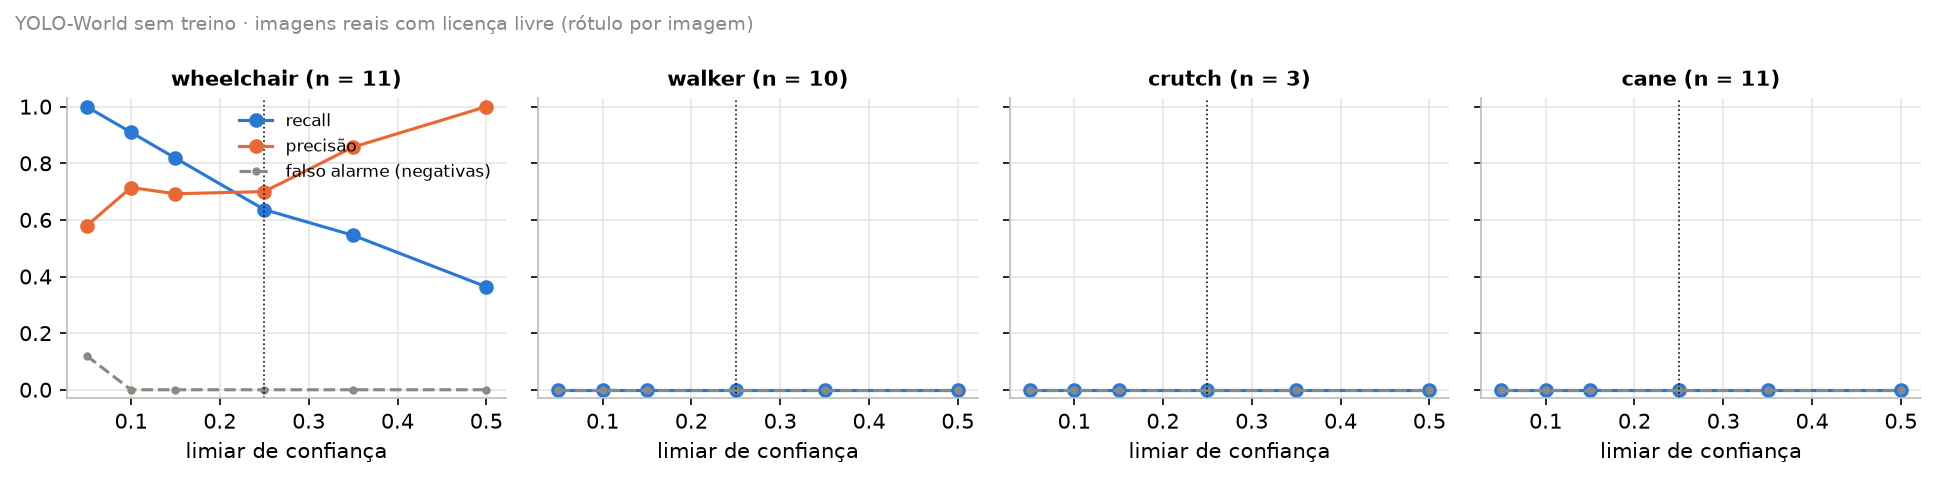 YOLO-World sem treino · imagens reais com licença livre (rótulo por imagem)
wheelchair (n = 11)
walker (n = 10)
crutch (n = 3)
cane (n = 11)
recall
precisão
falso alarme (negativas)
1.0
0.8
0.6
0.4
0.2
0.0
0.1 0.2 0.3 0.4 0.5
0.1 0.2 0.3 0.4 0.5
0.1 0.2 0.3 0.4 0.5
0.1 0.2 0.3 0.4 0.5
limiar de confiança
limiar de confiança
limiar de confiança
limiar de confiança